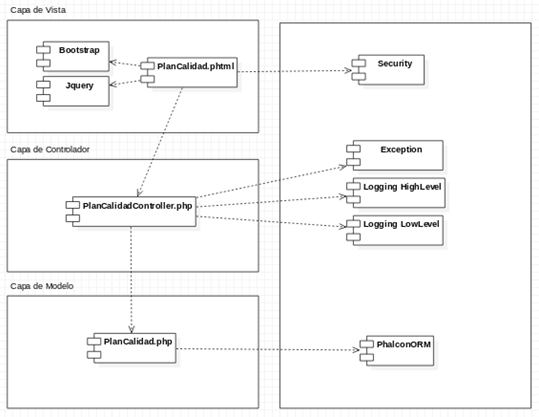 Capa de Vista
Bootstrap
PlanCalidad.phtml
Security
Jquery
Capa de Controlador
Exception
Logging HighLevel
PlanCalidadController.php
Logging LowLevel
Capa de Modelo
PlanCalidad.php
PhalconORM